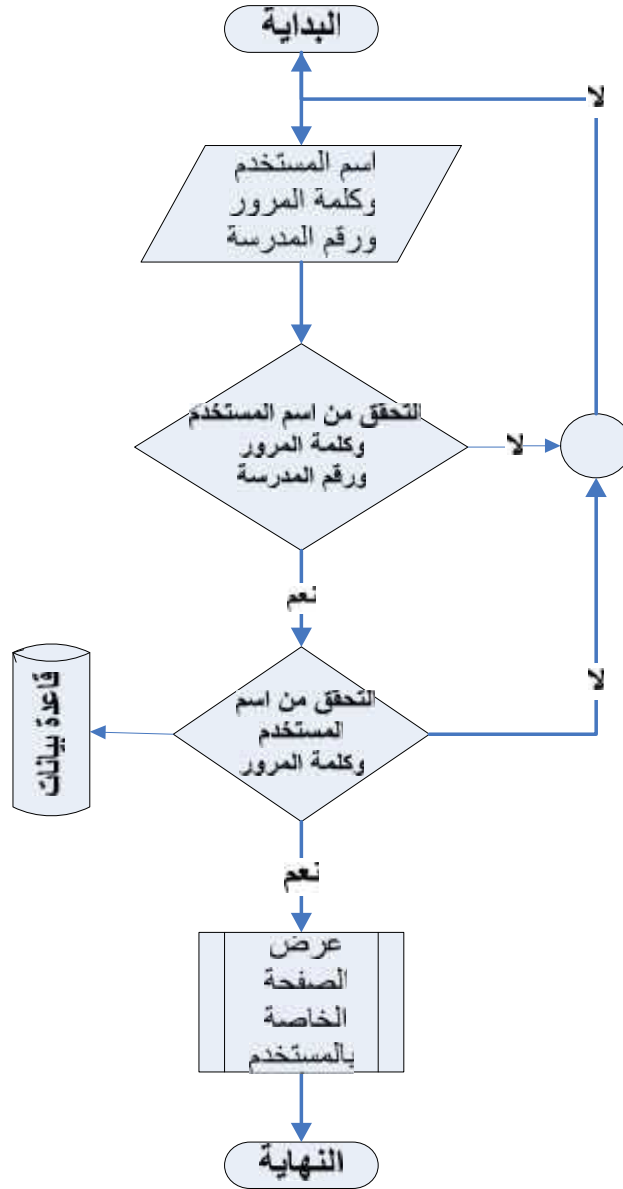 البداية
لا
اسم المستخدم
وكلمة المرور
ورقم المدرسة
التحقق من اسم المستخدم
وكلمة المرور
ورقم المدرسة
لا
نعم
التحقق من اسم
المستخدم
وكلمة المرور
لا
قاعدة بيانات
نعم
عرض
الصفحة
الخاصة
بالمستخدم
النهاية